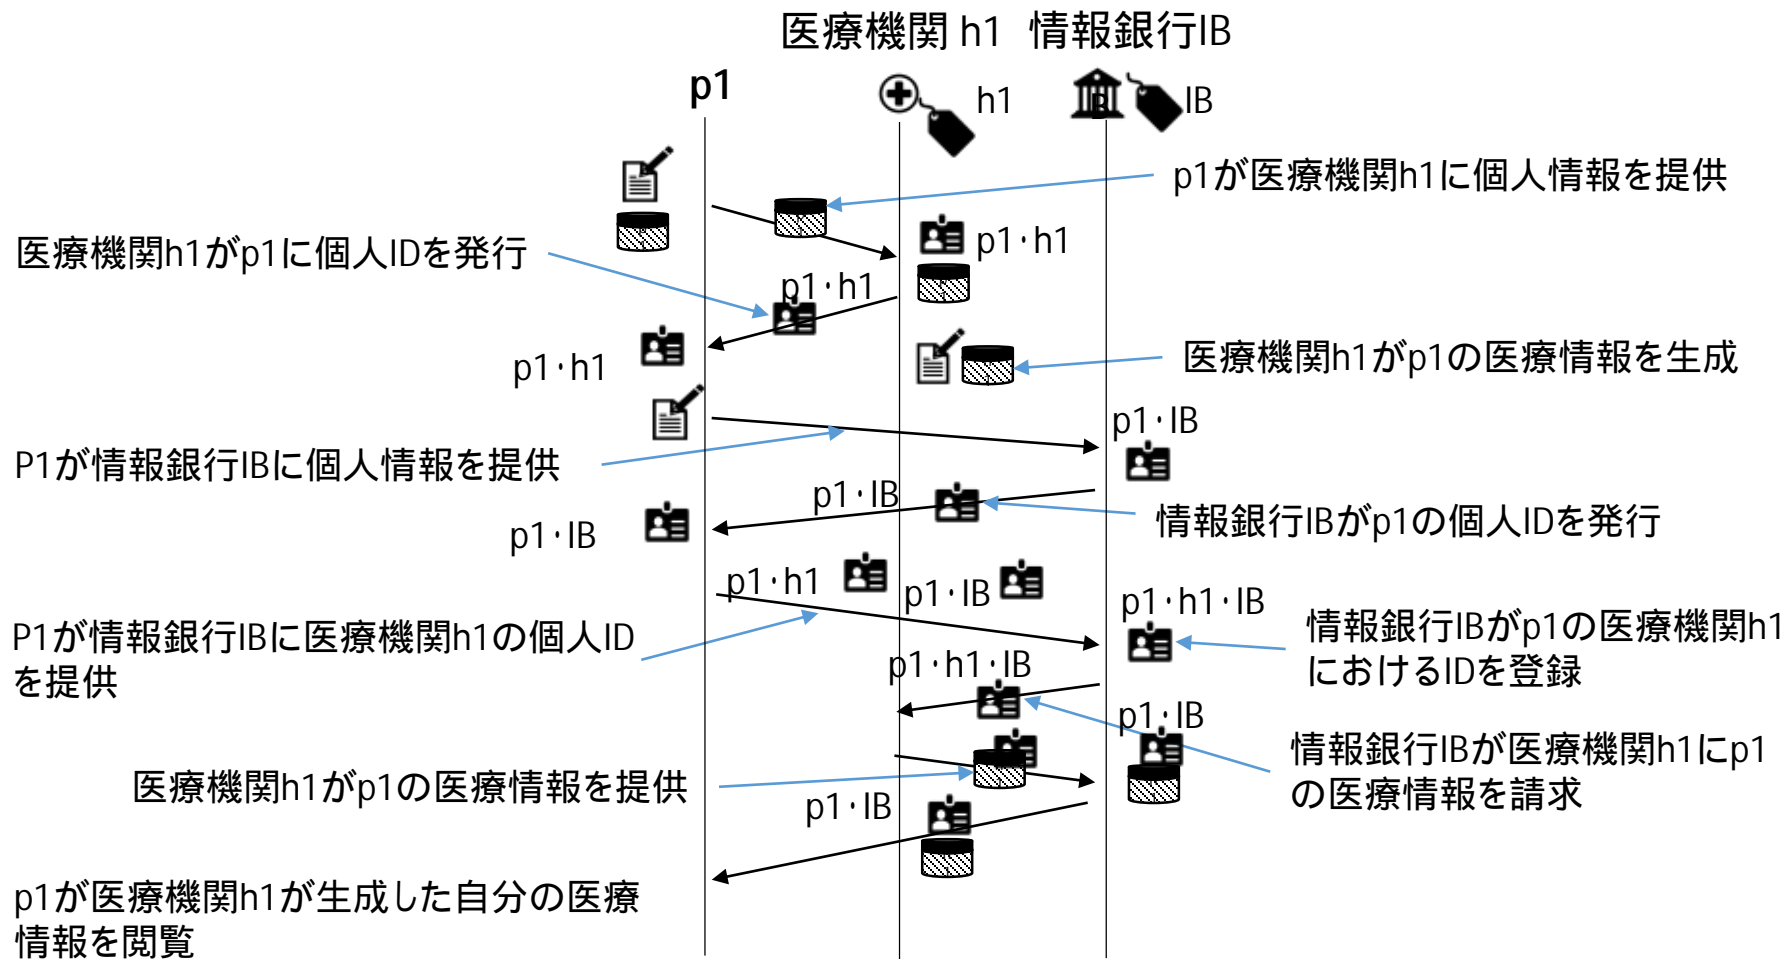 医療機関 h1 情報銀行IB
p1
h1
IB
p1が医療機関h1に個人情報を提供
医療機関h1がp1に個人IDを発行
p1・h1
p1・h1
p1・h1
医療機関h1がp1の医療情報を生成
p1・IB
P1が情報銀行IBに個人情報を提供
p1・IB
p1・IB
情報銀行IBがp1の個人IDを発行
p1・h1
p1・IB
p1・h1・IB
P1が情報銀行IBに医療機関h1の個人ID
を提供
情報銀行IBがp1の医療機関h1
におけるIDを登録
p1・h1・IB
p1・IB
情報銀行IBが医療機関h1にp1
の医療情報を請求
医療機関h1がp1の医療情報を提供
p1・IB
p1が医療機関h1が生成した自分の医療
情報を閲覧